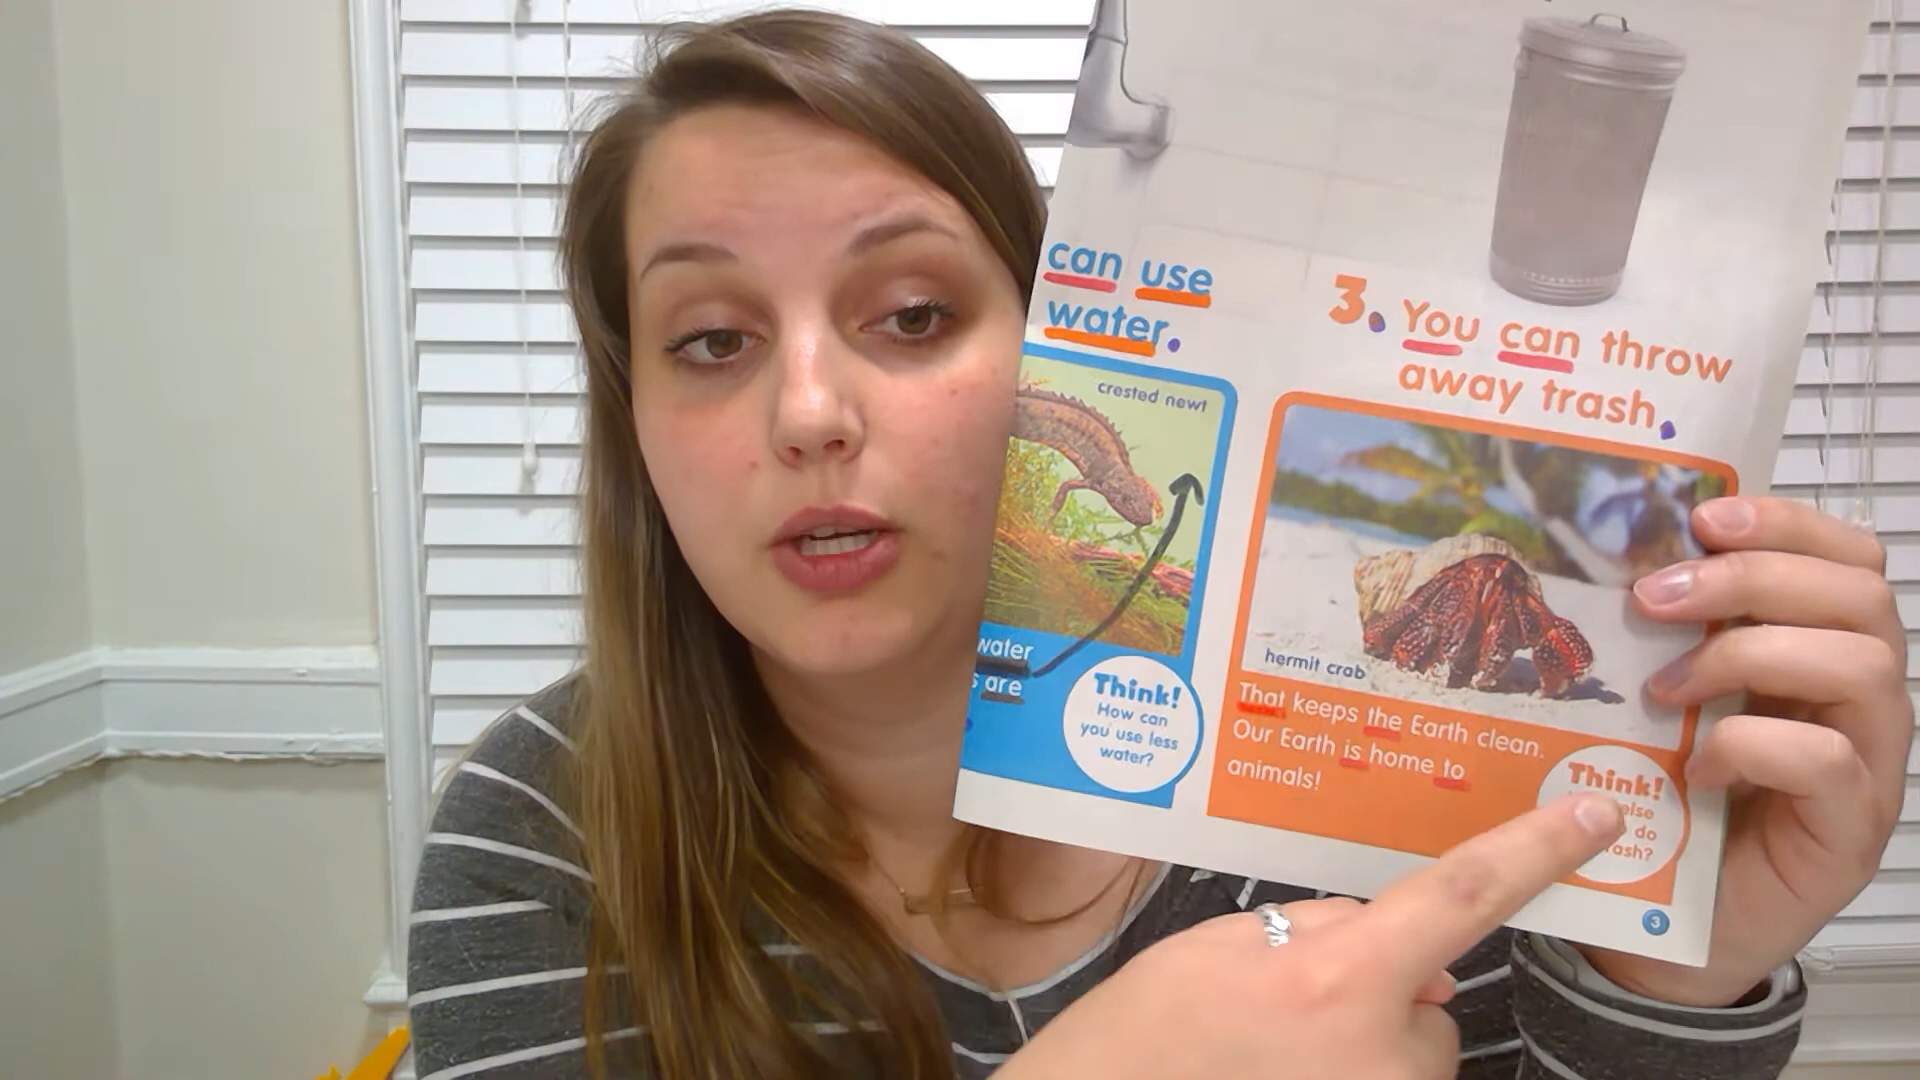 can use
water.
crested newt
water
are
Think!
How can
you use less
water?
3. You can throw
away trash.
hermit crab
That keeps the Earth clean.
Our Earth is home to
animals!
Think!
else
do
3